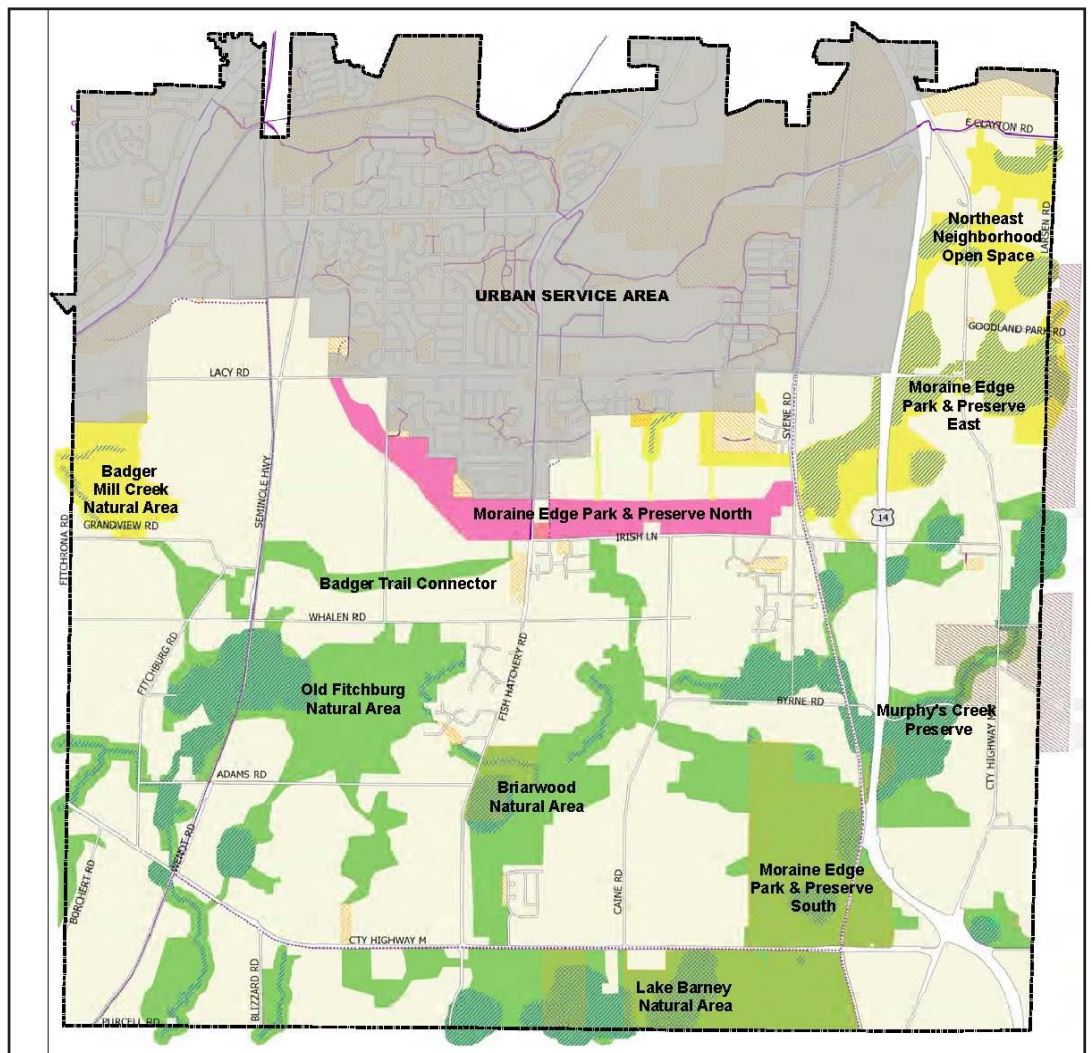 E CLAYTON RD
LARSEN RD
Northeast
Neighborhood
Open Space
URBAN SERVICE AREA
GOODLAND PARK RD
LACY RD
Moraine Edge
Park & Preserve
East
SYENE RD
SEMINOLE HWY
Badger
Mill Creek
Natural Area
GRANDVIEW RD
FITCHRONA RD
Moraine Edge Park & Preserve North
14
IRISH LN
Badger Trail Connector
WHALEN RD
FITCHBURG RD
FISH HATCHERY RD
Old Fitchburg
Natural Area
BYRNE RD
Murphy's Creek
Preserve
CTY HIGHWAY M
ADAMS RD
Briarwood
Natural Area
WENDT RD
BORCHERT RD
CAINE RD
Moraine Edge
Park & Preserve
South
CTY HIGHWAY M
BLIZZARD RD
Lake Barney
Natural Area
PURCELL RD